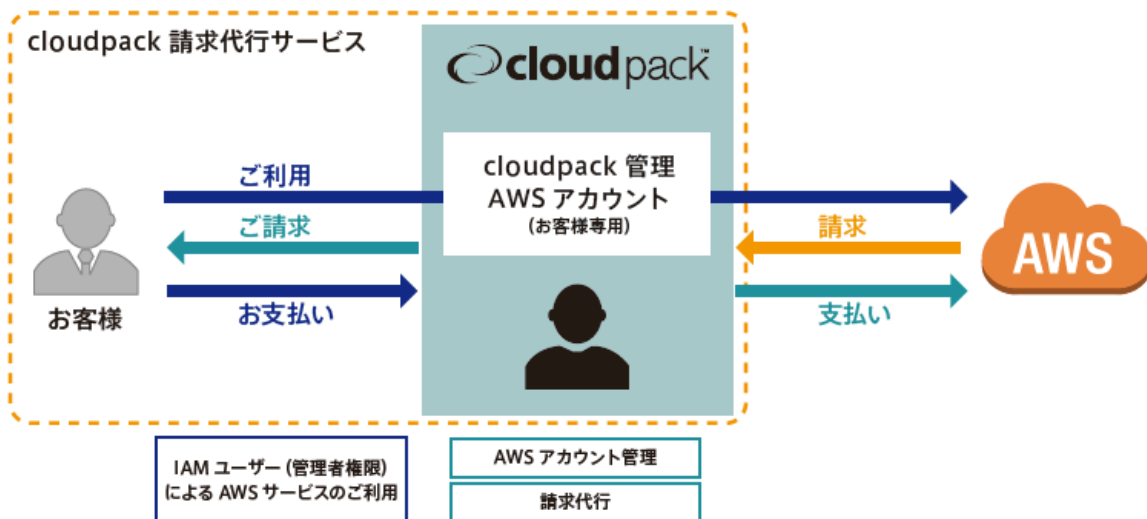 cloudpack 請求代行サービス
cloudpack™
cloudpack 管理
AWS アカウント
(お客様専用)
ご利用
ご請求
請求
AWS
お支払い
支払い
お客様
IAM ユーザー (管理者権限)
による AWS サービスのご利用
AWS アカウント管理
請求代行